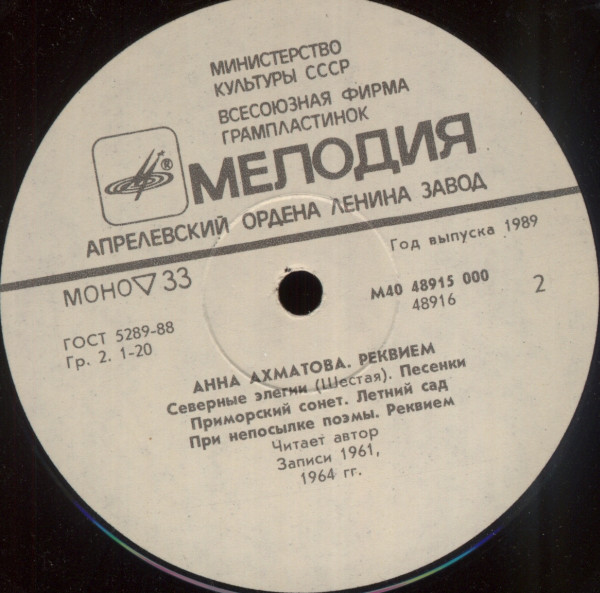 МИНИСТЕРСТВО
КУЛЬТУРЫ СССР
ВСЕСОЮЗНАЯ ФИРМА
ГРАМПЛАСТИНОК
®
МЕЛОДИЯ
АПРЕЛЕВСКИЙ ОРДЕНА ЛЕНИНА ЗАВОД
Год выпуска 1989
МОНО ▽ 33
М40 48915 000
48916
2
ГОСТ 5289-88
Гр. 2. 1-20
АННА АХМАТОВА. РЕКВИЕМ
Северные элегии (Шестая). Песенки
Приморский сонет. Летний сад
При непосылке поэмы. Реквием
Читает автор
Записи 1961,
1964 гг.